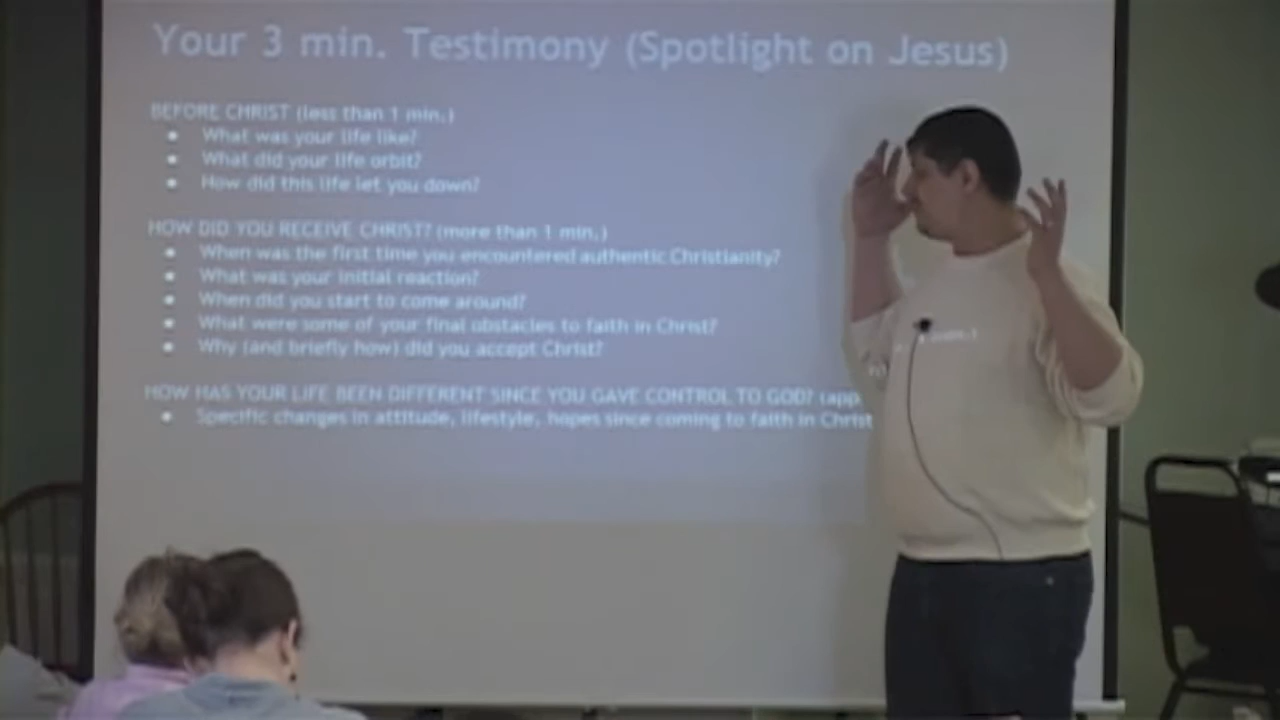 Your 3 min. Testimony (Spotlight on Jesus)
BEFORE CHRIST (less than 1 min.)
• What was your life like?
• What did your life orbit?
• How did this life let you down?
HOW DID YOU RECEIVE CHRIST? (more than 1 min.)
• When was the first time you encountered authentic Christianity?
• What was your initial reaction?
• When did you start to come around?
• What were some of your final obstacles to faith in Christ?
• Why (and briefly how) did you accept Christ?
HOW HAS YOUR LIFE BEEN DIFFERENT SINCE YOU GAVE CONTROL TO GOD? (app
• Specific changes in attitude, lifestyle, hopes since coming to faith in Christ